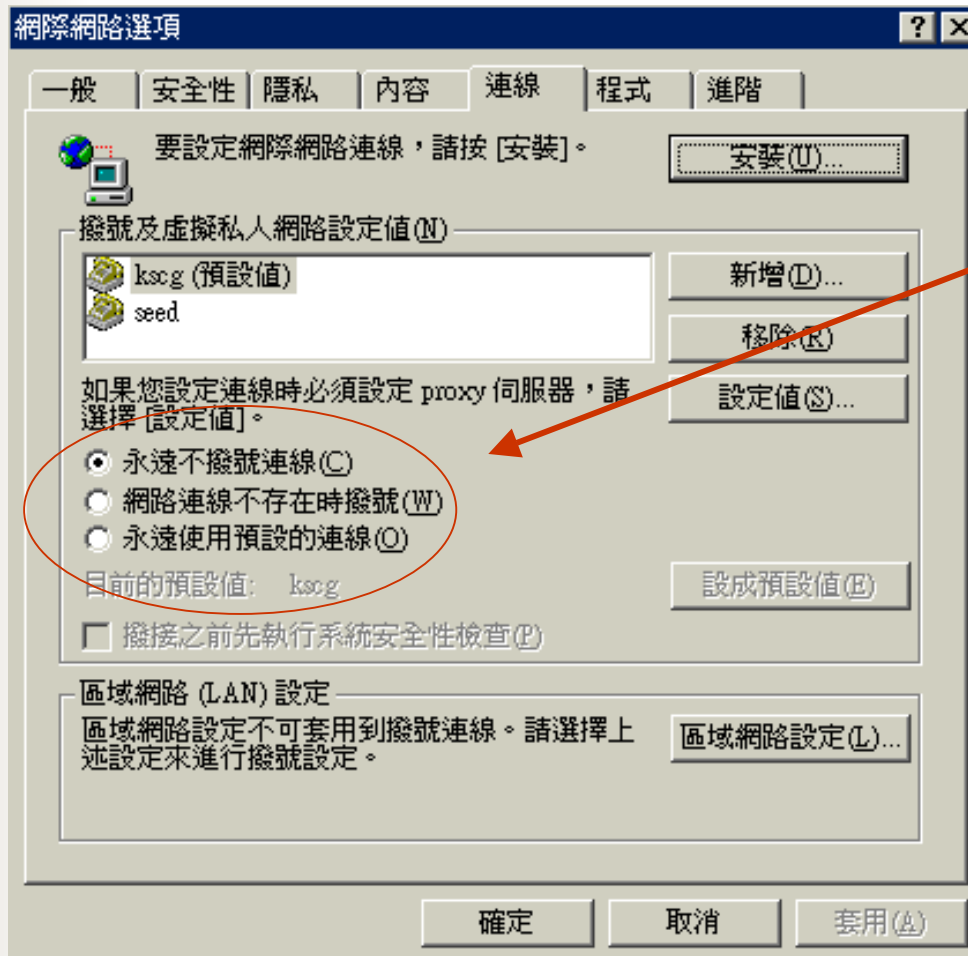 網際網路選項
一般 安全性 隱私 內容 連線 程式 進階
要設定網際網路連線，請按 [安裝]。
安裝(U)...
撥號及虛擬私人網路設定值(N)
kscg (預設值)
seed
新增(D)...
移除(R)
如果您設定連線時必須設定 proxy 伺服器，請
選擇 [設定值]。
設定值(S)...
永遠不撥號連線(C)
網路連線不存在時撥號(W)
永遠使用預設的連線(O)
目前的預設值: kscg
設成預設值(E)
撥接之前先執行系統安全性檢查(P)
區域網路 (LAN) 設定
區域網路設定不可套用到撥號連線。請選擇上
述設定來進行撥號設定。
區域網路設定(L)...
確定 取消 套用(A)